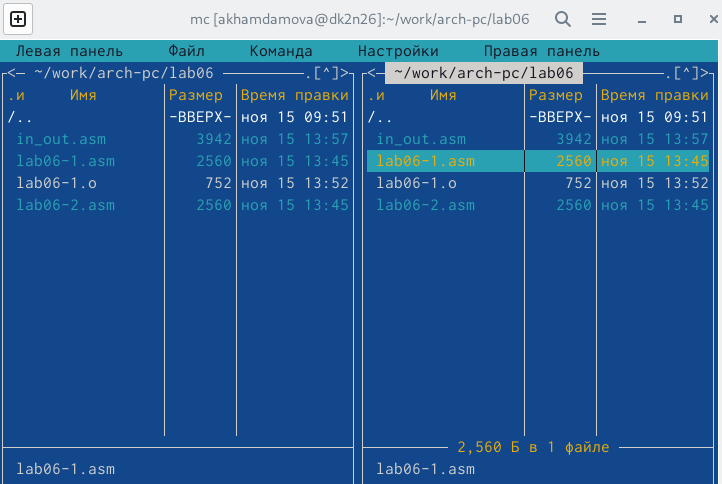 mc [akhamdamova@dk2n26]:~/work/arch-pc/lab06
Левая панель Файл Команда Настройки Правая панель
<─ ~/work/arch-pc/lab06 .[^]>
.и Имя Размер Время правки
/.. -ВВЕРХ- ноя 15 09:51
in_out.asm 3942 ноя 15 13:57
lab06-1.asm 2560 ноя 15 13:45
lab06-1.o 752 ноя 15 13:52
lab06-2.asm 2560 ноя 15 13:45
lab06-1.asm
<─ ~/work/arch-pc/lab06 .[^]>
.и Имя Размер Время правки
/.. -ВВЕРХ- ноя 15 09:51
in_out.asm 3942 ноя 15 13:57
lab06-1.asm 2560 ноя 15 13:45
lab06-1.o 752 ноя 15 13:52
lab06-2.asm 2560 ноя 15 13:45
2,560 Б в 1 файле
lab06-1.asm